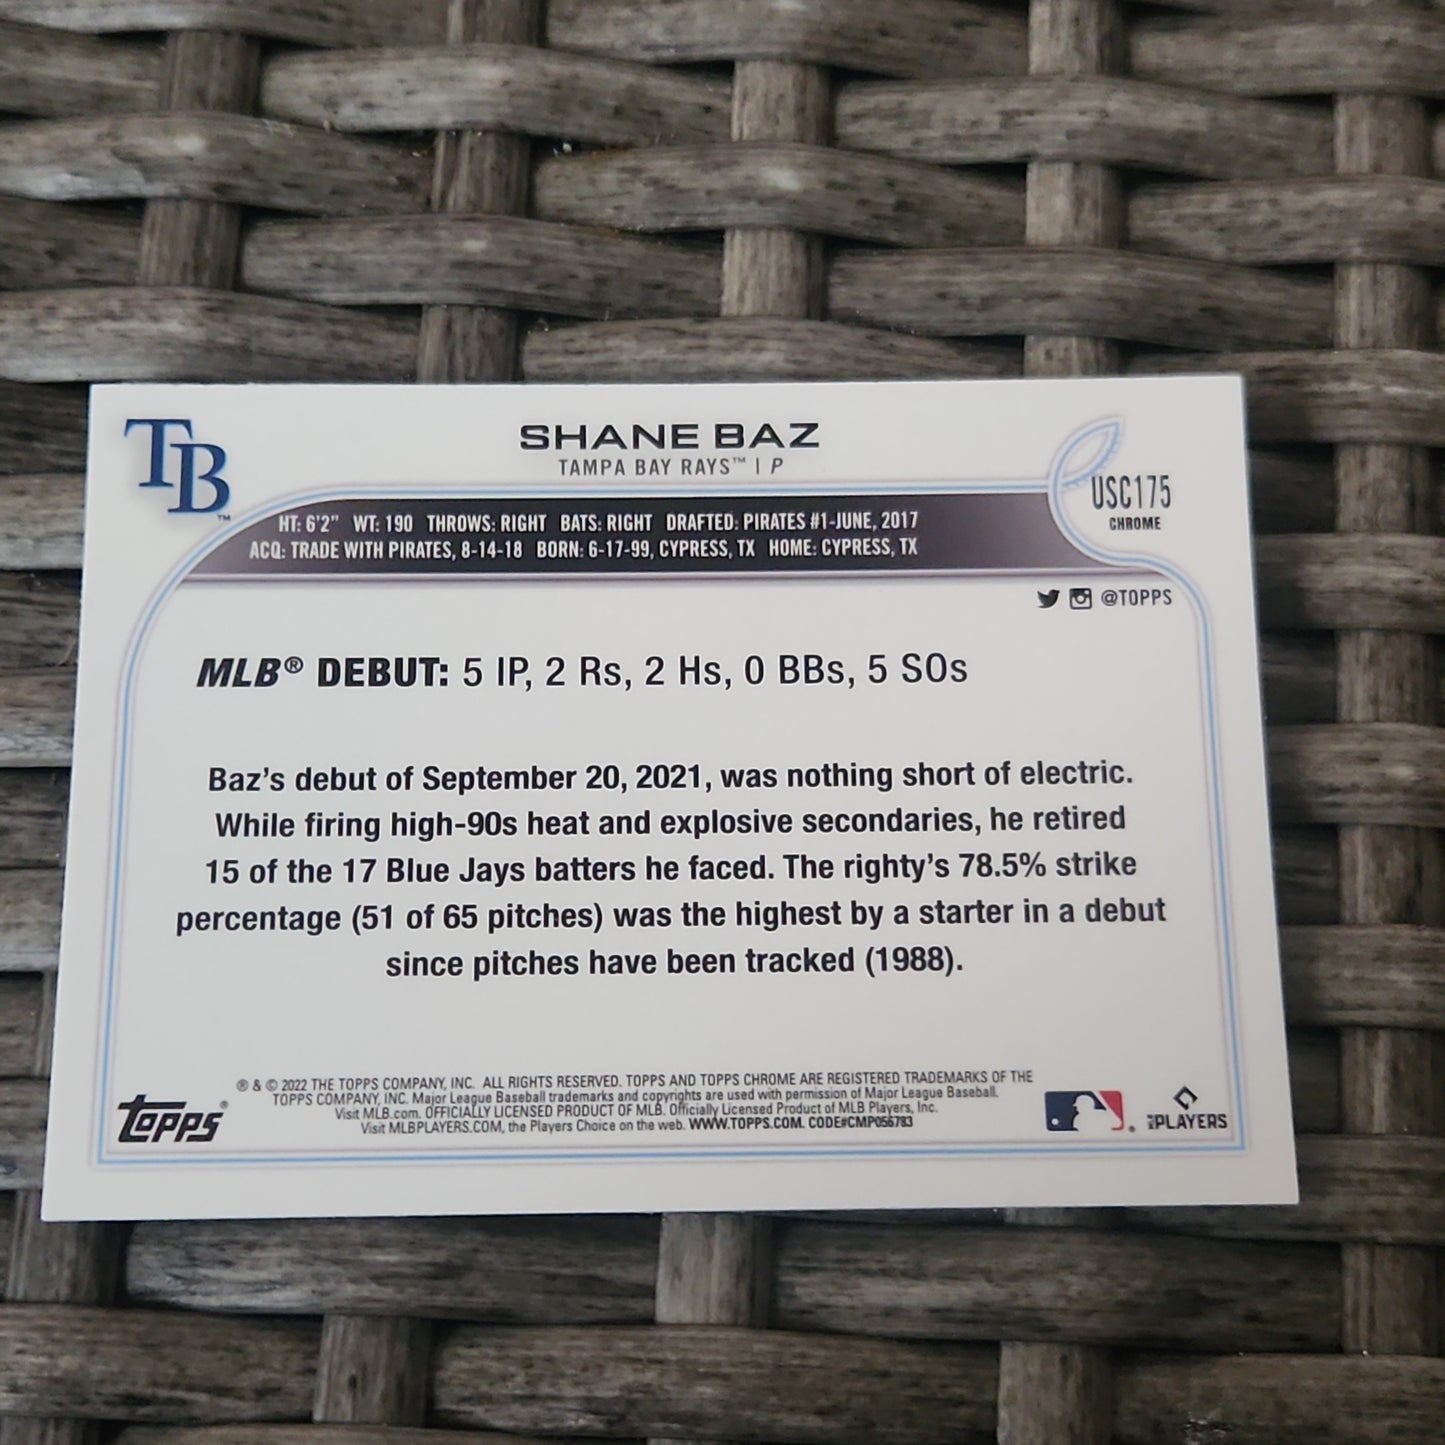 TB™
SHANE BAZ
TAMPA BAY RAYS™ | P
USC175
CHROME
HT: 6'2" WT: 190 THROWS: RIGHT BATS: RIGHT DRAFTED: PIRATES #1-JUNE, 2017
ACQ: TRADE WITH PIRATES, 8-14-18 BORN: 6-17-99, CYPRESS, TX HOME: CYPRESS, TX
@TOPPS
MLB® DEBUT: 5 IP, 2 Rs, 2 Hs, 0 BBs, 5 SOs
Baz's debut of September 20, 2021, was nothing short of electric.
While firing high-90s heat and explosive secondaries, he retired
15 of the 17 Blue Jays batters he faced. The righty's 78.5% strike
percentage (51 of 65 pitches) was the highest by a starter in a debut
since pitches have been tracked (1988).
® & © 2022 THE TOPPS COMPANY, INC. ALL RIGHTS RESERVED. TOPPS AND TOPPS CHROME ARE REGISTERED TRADEMARKS OF THE
TOPPS COMPANY, INC. Major League Baseball trademarks and copyrights are used with permission of Major League Baseball.
Visit MLB.com. OFFICIALLY LICENSED PRODUCT OF MLB. Officially Licensed Product of MLB Players, Inc.
Visit MLBPLAYERS.COM, the Players Choice on the web. WWW.TOPPS.COM. CODE#CMP056783
topps®
PLAYERS